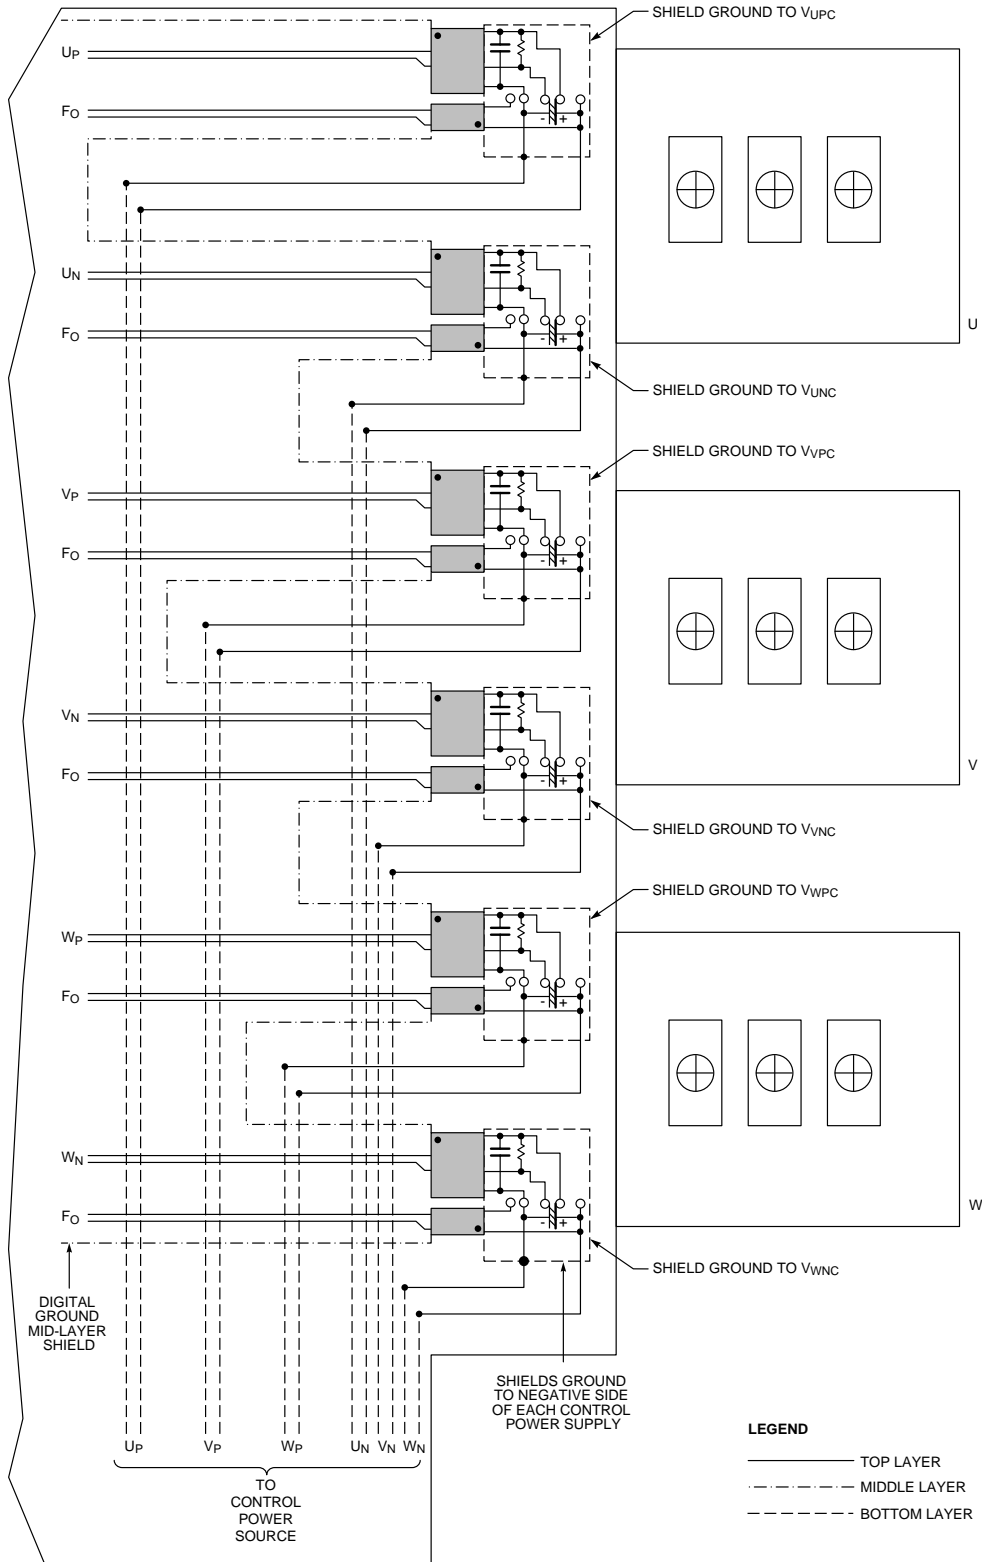 SHIELD GROUND TO VUPC
UP
FO
UN
U
FO
SHIELD GROUND TO VUNC
SHIELD GROUND TO VVPC
VP
FO
VN
V
FO
SHIELD GROUND TO VVNC
SHIELD GROUND TO VWPC
WP
FO
WN
W
FO
SHIELD GROUND TO VWNC
DIGITAL
GROUND
MID-LAYER
SHIELD
SHIELDS GROUND
TO NEGATIVE SIDE
OF EACH CONTROL
POWER SUPPLY
UP VP WP UN VN WN
TO
CONTROL
POWER
SOURCE
LEGEND
TOP LAYER
MIDDLE LAYER
BOTTOM LAYER
- +
- +
- +
- +
- +
- +